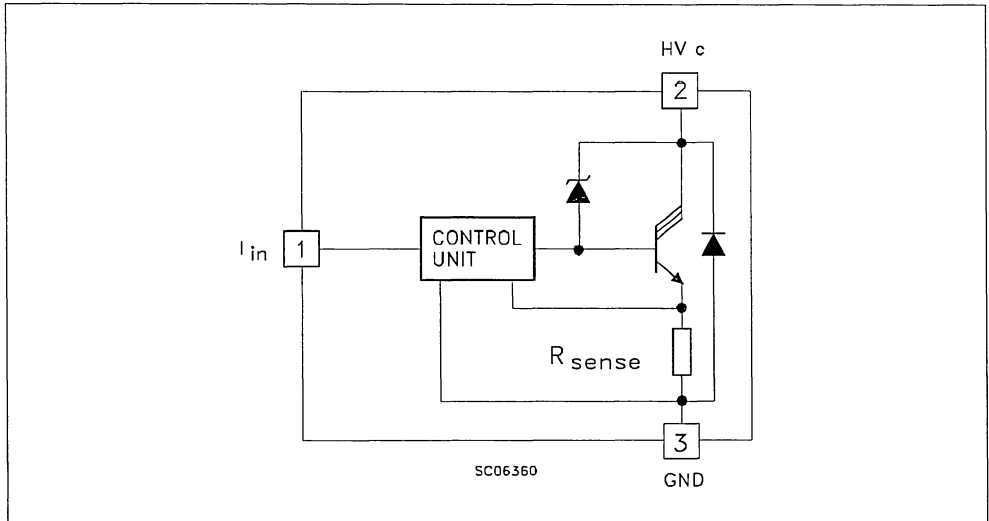 HV c
2
I in
1
CONTROL
UNIT
R sense
3
SC06360
GND